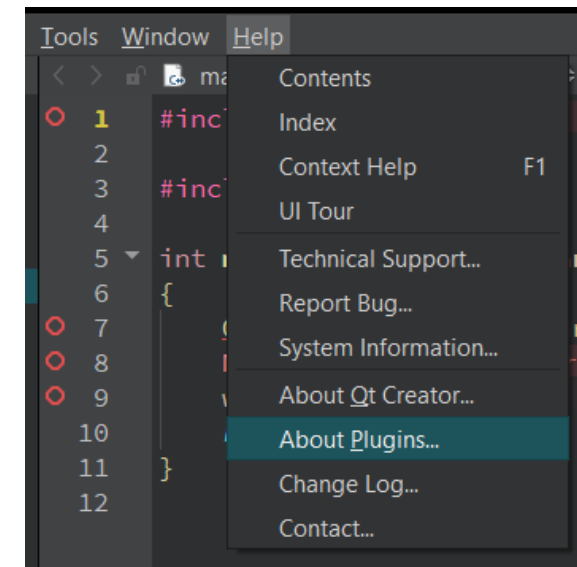 Tools Window Help
ma
Contents
1 #incl
Index
2
Context Help F1
3 #incl
UI Tour
4
5 int
Technical Support...
6 {
Report Bug...
7
System Information...
8
9
About Qt Creator...
10
About Plugins...
11 }
Change Log...
12
Contact...